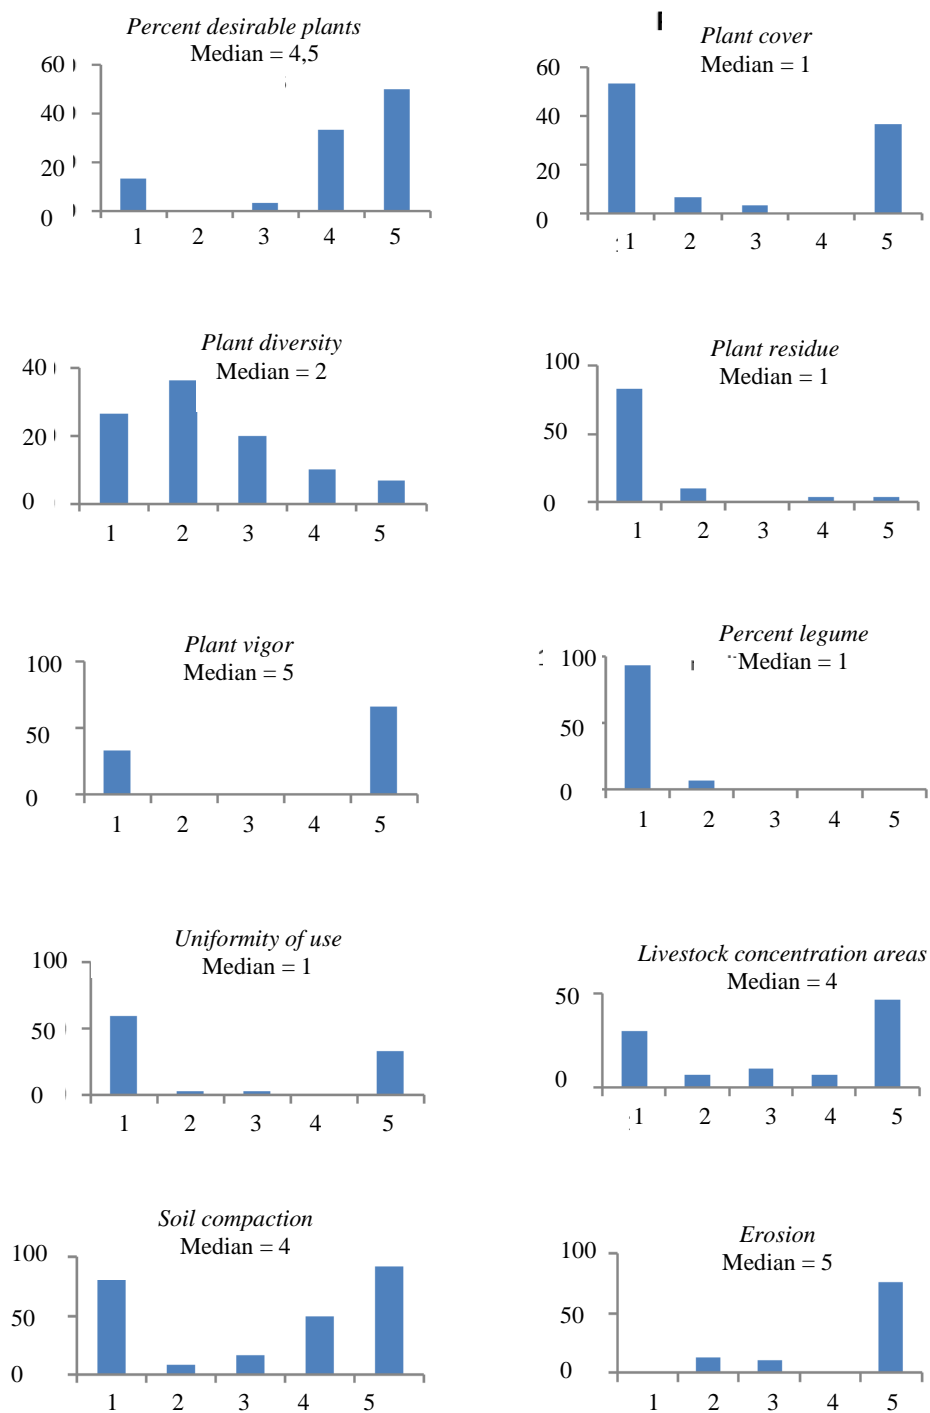 Percent desirable plants
Median = 4,5
60
40
20
0
1 2 3 4 5
Plant cover
Median = 1
60
40
20
0
1 2 3 4 5
Plant diversity
Median = 2
40
20
0
1 2 3 4 5
Plant residue
Median = 1
100
50
0
1 2 3 4 5
Plant vigor
Median = 5
100
50
0
1 2 3 4 5
Percent legume
Median = 1
100
50
0
1 2 3 4 5
Uniformity of use
Median = 1
100
50
0
1 2 3 4 5
Livestock concentration areas
Median = 4
50
0
1 2 3 4 5
Soil compaction
Median = 4
100
50
0
1 2 3 4 5
Erosion
Median = 5
100
50
0
1 2 3 4 5